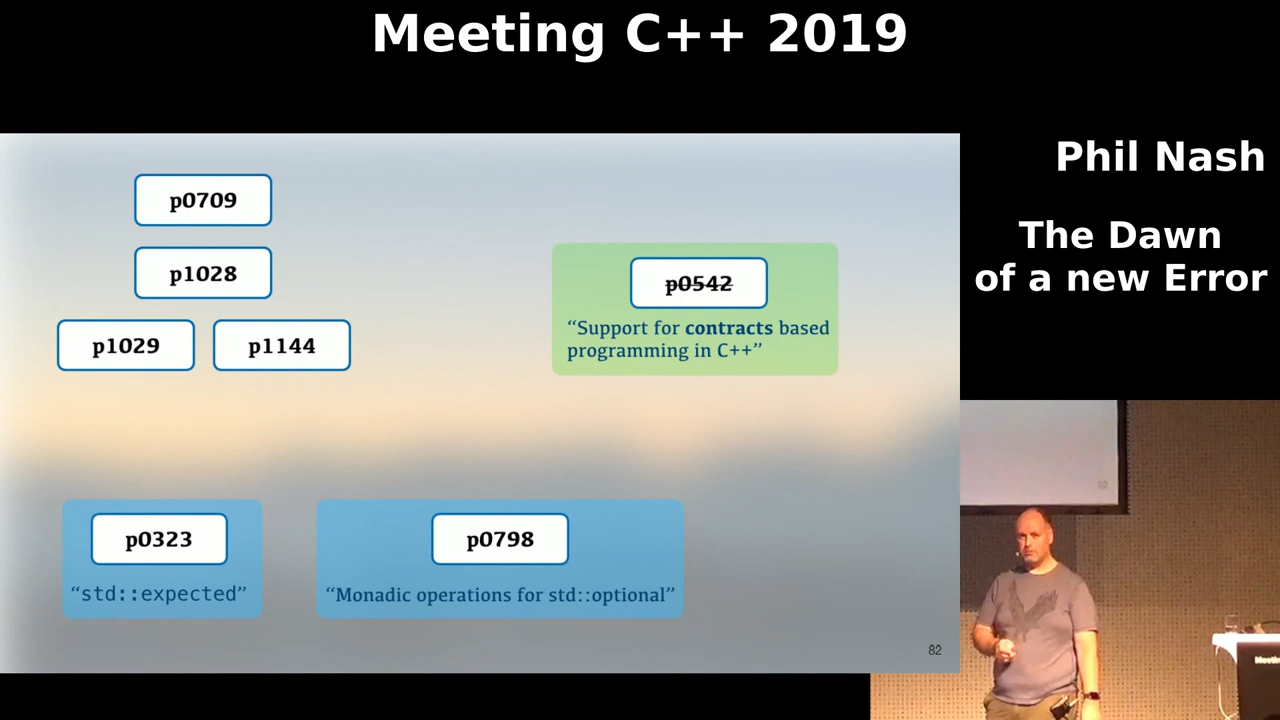 Meeting C++ 2019
Phil Nash
The Dawn
of a new Error
p0709
p1028
p1029
p1144
p0542
“Support for contracts based
programming in C++”
p0323
“std::expected”
p0798
“Monadic operations for std::optional”
82